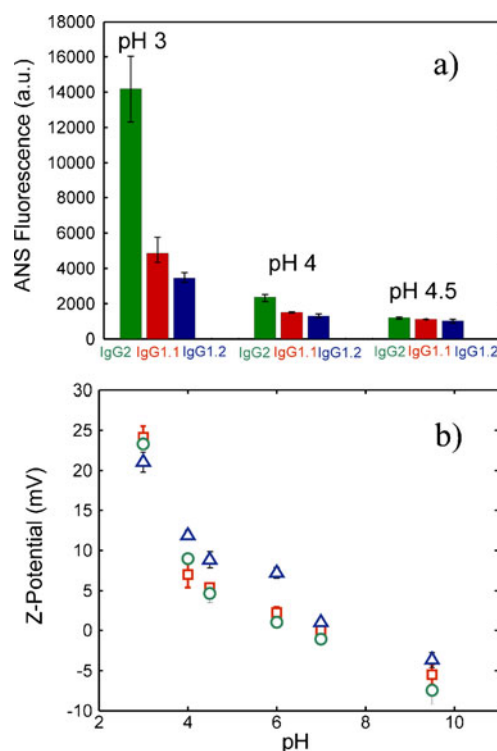 a)
ANS Fluorescence (a.u.)
18000
16000
14000
12000
10000
8000
6000
4000
2000
0
pH 3
pH 4
pH 4.5
IgG2 IgG1.1 IgG1.2 IgG2 IgG1.1 IgG1.2 IgG2 IgG1.1 IgG1.2
b)
Z-Potential (mV)
30
25
20
15
10
5
0
-5
-10
2 4 6 8 10
pH